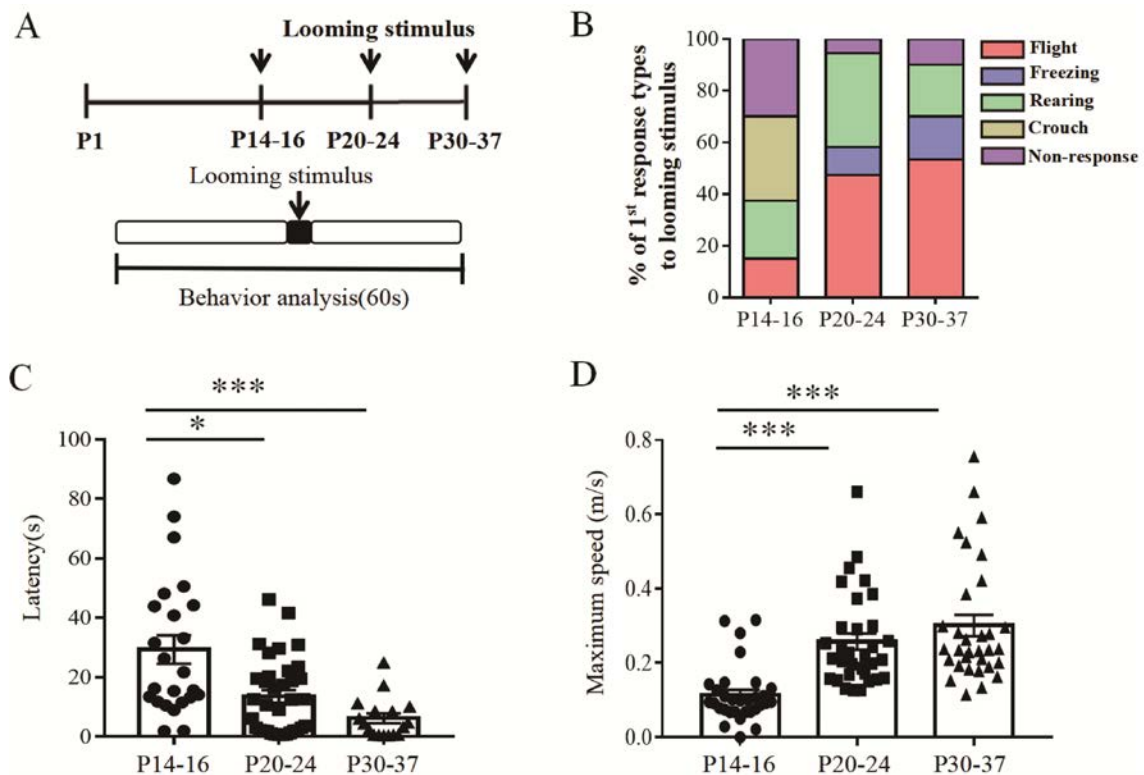 A
Looming stimulus
P1
P14-16
P20-24
P30-37
Looming stimulus
Behavior analysis(60s)
B
% of 1st response types
to looming stimulus
100
80
60
40
20
0
P14-16
P20-24
P30-37
Flight
Freezing
Rearing
Crouch
Non-response
C
***
*
Latency(s)
100
80
60
40
20
0
P14-16
P20-24
P30-37
D
***
***
Maximum speed (m/s)
0.8
0.6
0.4
0.2
0.0
P14-16
P20-24
P30-37